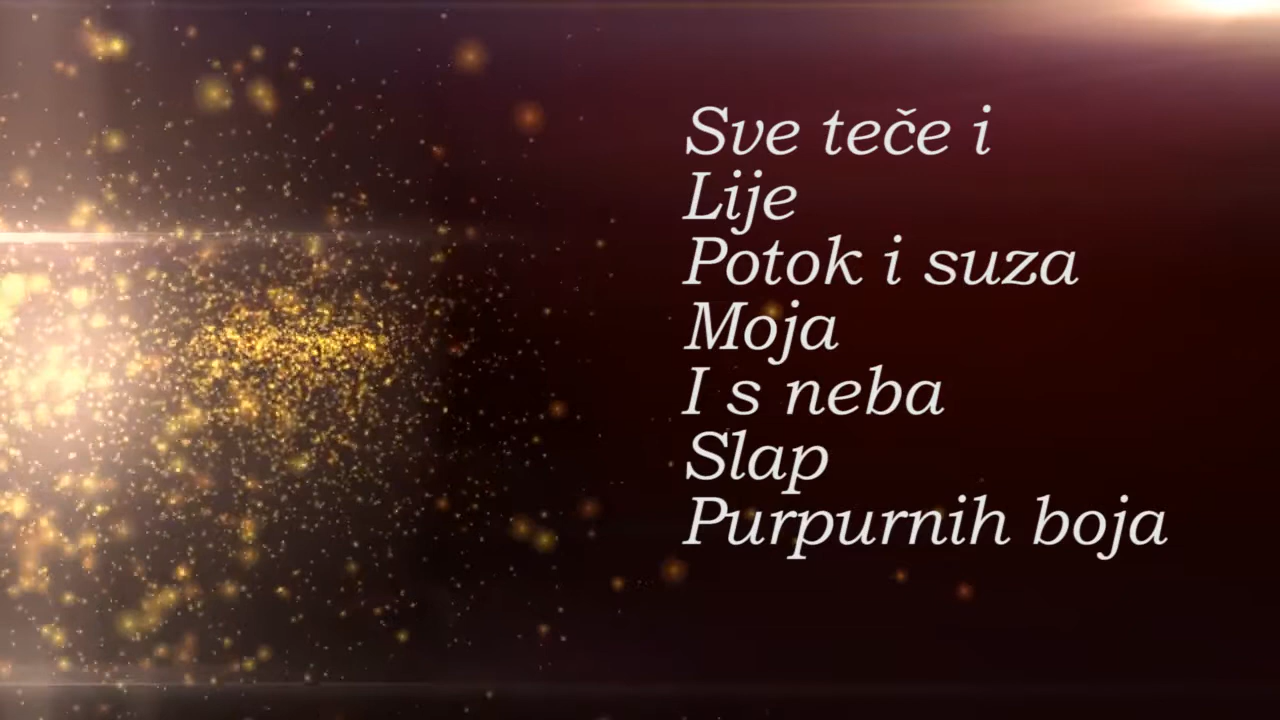 Sve teče i
Lije
Potok i suza
Moja
I s neba
Slap
Purpurnih boja